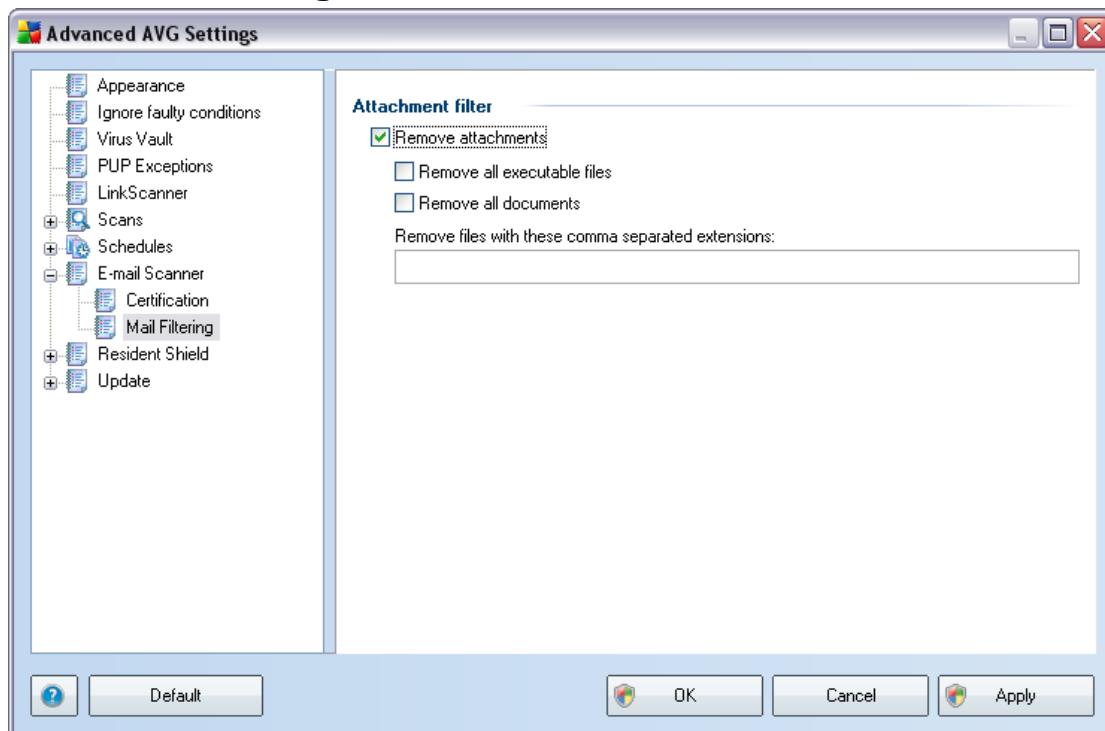 Advanced AVG Settings
Appearance
Ignore faulty conditions
Virus Vault
PUP Exceptions
LinkScanner
Scans
Schedules
E-mail Scanner
Certification
Mail Filtering
Resident Shield
Update
Attachment filter
Remove attachments
Remove all executable files
Remove all documents
Remove files with these comma separated extensions:
Default
OK
Cancel
Apply